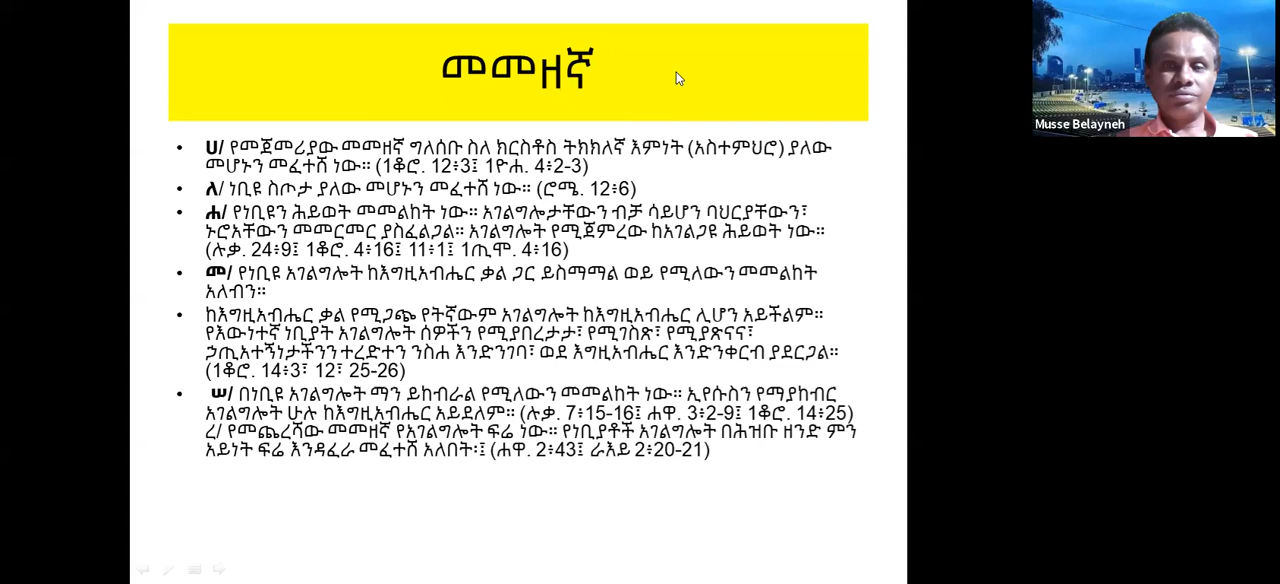 መመዘኛ
Musse Belayneh
• ሀ/ የመጀመሪያው መመዘኛ ግለሰቡ ስለ ክርስቶስ ትክክለኛ እምነት (አስተምህሮ) ያለው
መሆኑን መፈተሽ ነው። (1ቆሮ. 12፥3፤ 1ዮሐ. 4፥2-3)
• ለ/ ነቢዩ ስጦታ ያለው መሆኑን መፈተሽ ነው። (ሮሜ. 12፥6)
• ሐ/ የነቢዩን ሕይወት መመልከት ነው። አገልግሎታቸውን ብቻ ሳይሆን ባህርያቸውን፣
ኑሮአቸውን መመርመር ያስፈልጋል። አገልግሎት የሚጀምረው ከአገልጋዩ ሕይወት ነው።
(ሉቃ. 24፥9፤ 1ቆሮ. 4፥16፤ 11፥1፤ 1ጢሞ. 4፥16)
• መ/ የነቢዩ አገልግሎት ከእግዚአብሔር ቃል ጋር ይስማማል ወይ የሚለውን መመልከት
አለብን።
• ከእግዚአብሔር ቃል የሚጋጭ የትኛውም አገልግሎት ከእግዚአብሔር ሊሆን አይችልም።
የእውነተኛ ነቢያት አገልግሎት ሰዎችን የሚያበረታታ፣ የሚገስጽ፣ የሚያጽናና፣
ኃጢአተኝነታችንን ተረድተን ንስሐ እንድንገባ፣ ወደ እግዚአብሔር እንድንቀርብ ያደርጋል።
(1ቆሮ. 14፥3፣ 12፣ 25-26)
• ሠ/ በነቢዩ አገልግሎት ማን ይከብራል የሚለውን መመልከት ነው። ኢየሱስን የማያከብር
አገልግሎት ሁሉ ከእግዚአብሔር አይደለም። (ሉቃ. 7፥15-16፤ ሐዋ. 3፥2-9፤ 1ቆሮ. 14፥25)
ረ/ የመጨረሻው መመዘኛ የአገልግሎት ፍሬ ነው። የነቢያቶች አገልግሎት በሕዝቡ ዘንድ ምን
አይነት ፍሬ እንዳፈራ መፈተሽ አለበት፡፤ (ሐዋ. 2፥43፤ ራእይ 2፥20-21)